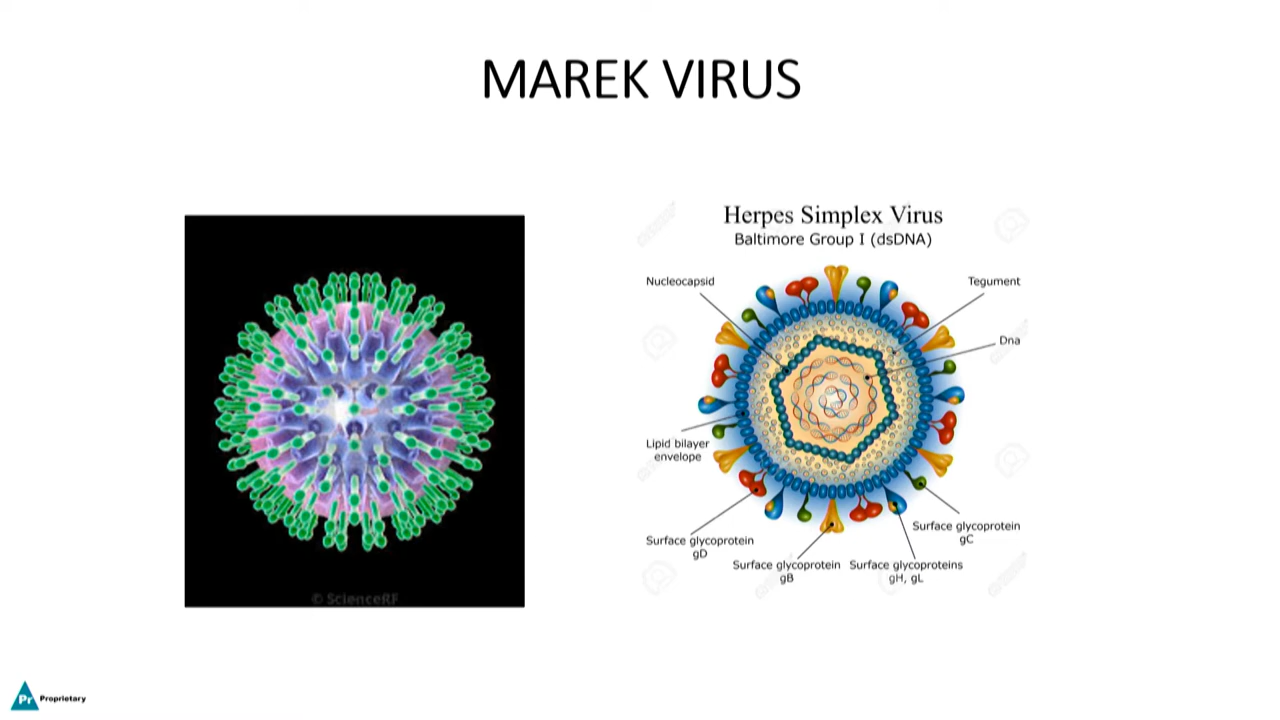 MAREK VIRUS
Herpes Simplex Virus
Baltimore Group I (dsDNA)
Nucleocapsid
Tegument
Dna
Lipid bilayer
envelope
Surface glycoprotein
gC
Surface glycoprotein
gD
Surface glycoprotein
gB
Surface glycoproteins
gH, gL
© ScienceRF
Pr Proprietary